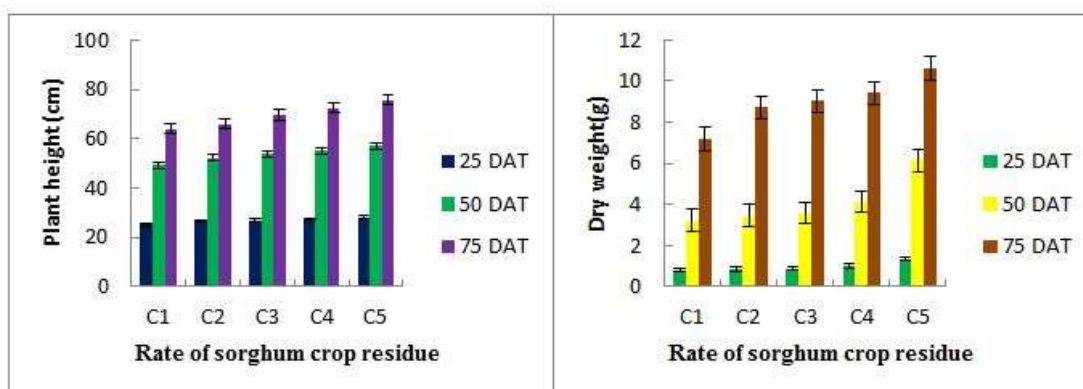 100
80
60
40
20
0
Plant height (cm)
C1 C2 C3 C4 C5
Rate of sorghum crop residue
25 DAT
50 DAT
75 DAT
12
10
8
6
4
2
0
Dry weight(g)
C1 C2 C3 C4 C5
Rate of sorghum crop residue
25 DAT
50 DAT
75 DAT